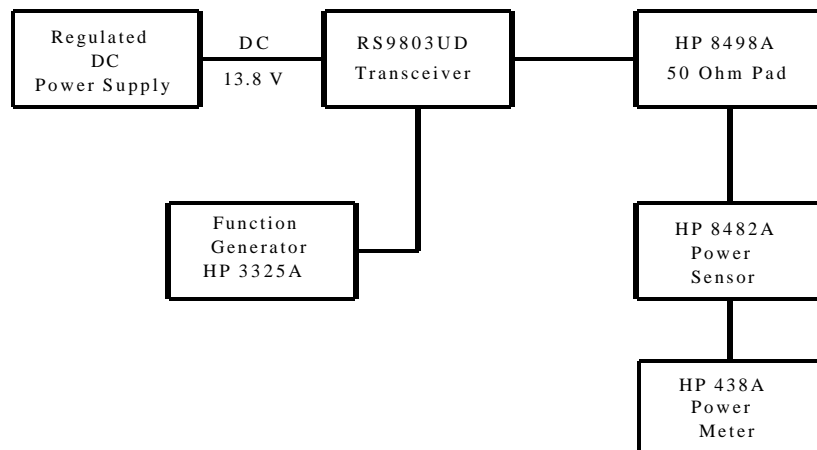 Regulated
DC
Power Supply
DC
13.8 V
RS9803UD
Transceiver
HP 8498A
50 Ohm Pad
Function
Generator
HP 3325A
HP 8482A
Power
Sensor
HP 438A
Power
Meter